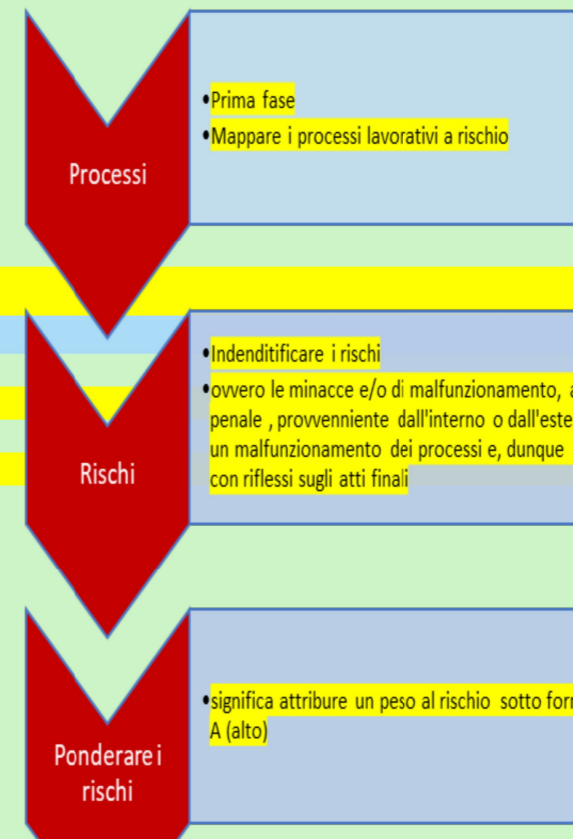 Processi
•Prima fase
•Mappare i processi lavorativi a rischio
Rischi
•Indenditificare i rischi
•ovvero le minacce e/o di malfunzionamento,
penale , provvenniente dall'interno o dall'este
un malfunzionamento dei processi e, dunque
con riflessi sugli atti finali
Ponderare i
rischi
•significa attribure un peso al rischio sotto for
A (alto)